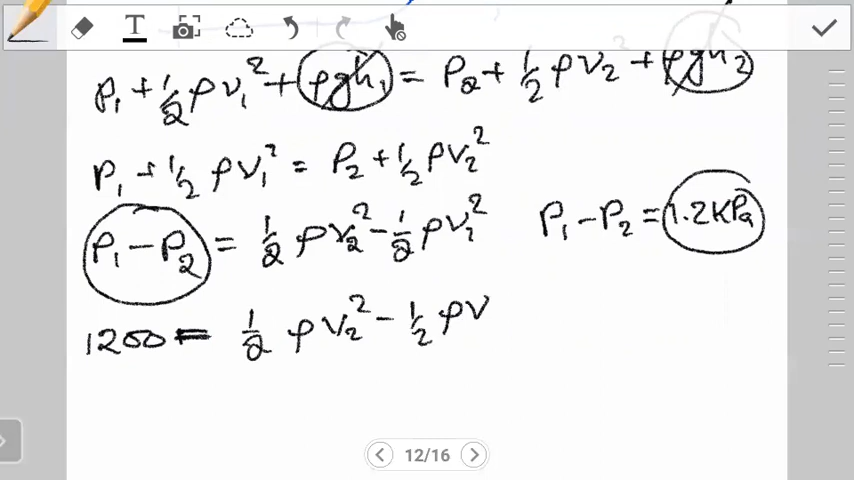 T
P₁ + ½ρv₁² + ρgh₁ = P₂ + ½ρv₂² + ρgh₂
P₁ + ½ρv₁² = P₂ + ½ρv₂²
P₁ − P₂ = ½ρv₂² − ½ρv₁²
P₁ − P₂ = 1.2KPa
1200 = ½ρv₂² − ½ρv
12/16